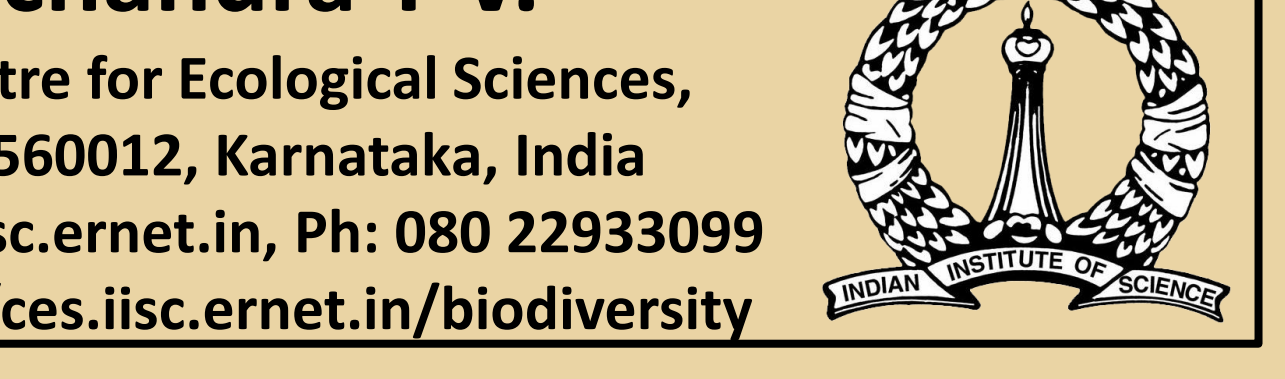 tre for Ecological Sciences,
560012, Karnataka, India
sc.ernet.in, Ph: 080 22933099
/ces.iisc.ernet.in/biodiversity
INDIAN INSTITUTE OF SCIENCE